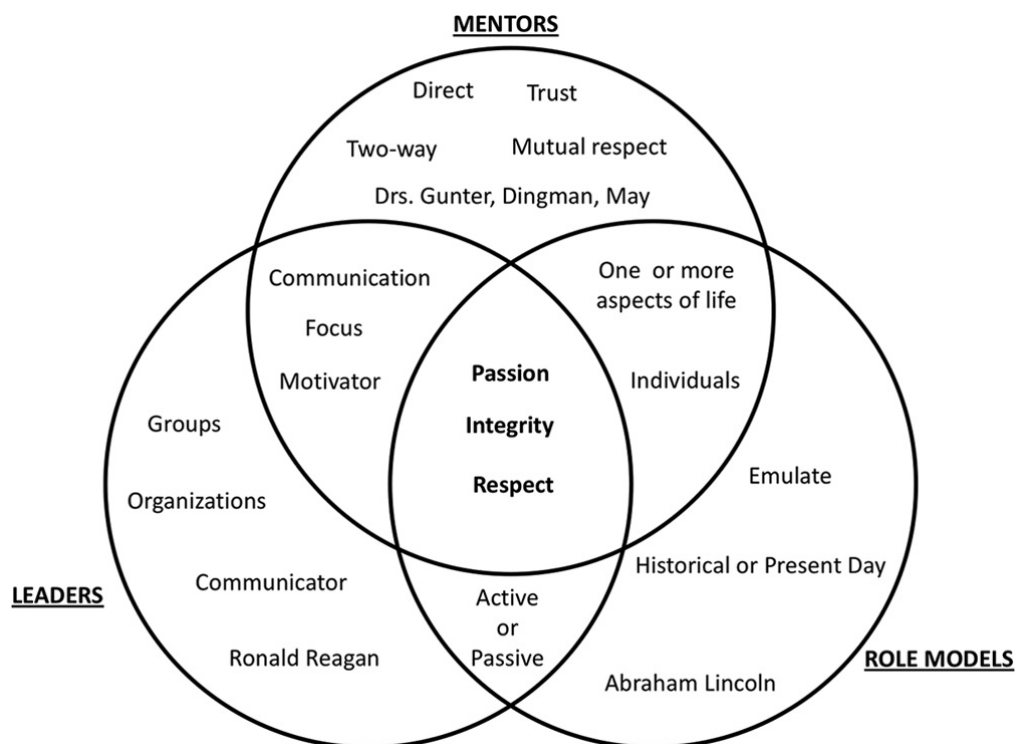 MENTORS
Direct
Trust
Two-way
Mutual respect
Drs. Gunter, Dingman, May
Communication
Focus
Motivator
One or more
aspects of life
Individuals
Passion
Integrity
Respect
Groups
Organizations
Communicator
Ronald Reagan
LEADERS
Active
or
Passive
Emulate
Historical or Present Day
Abraham Lincoln
ROLE MODELS